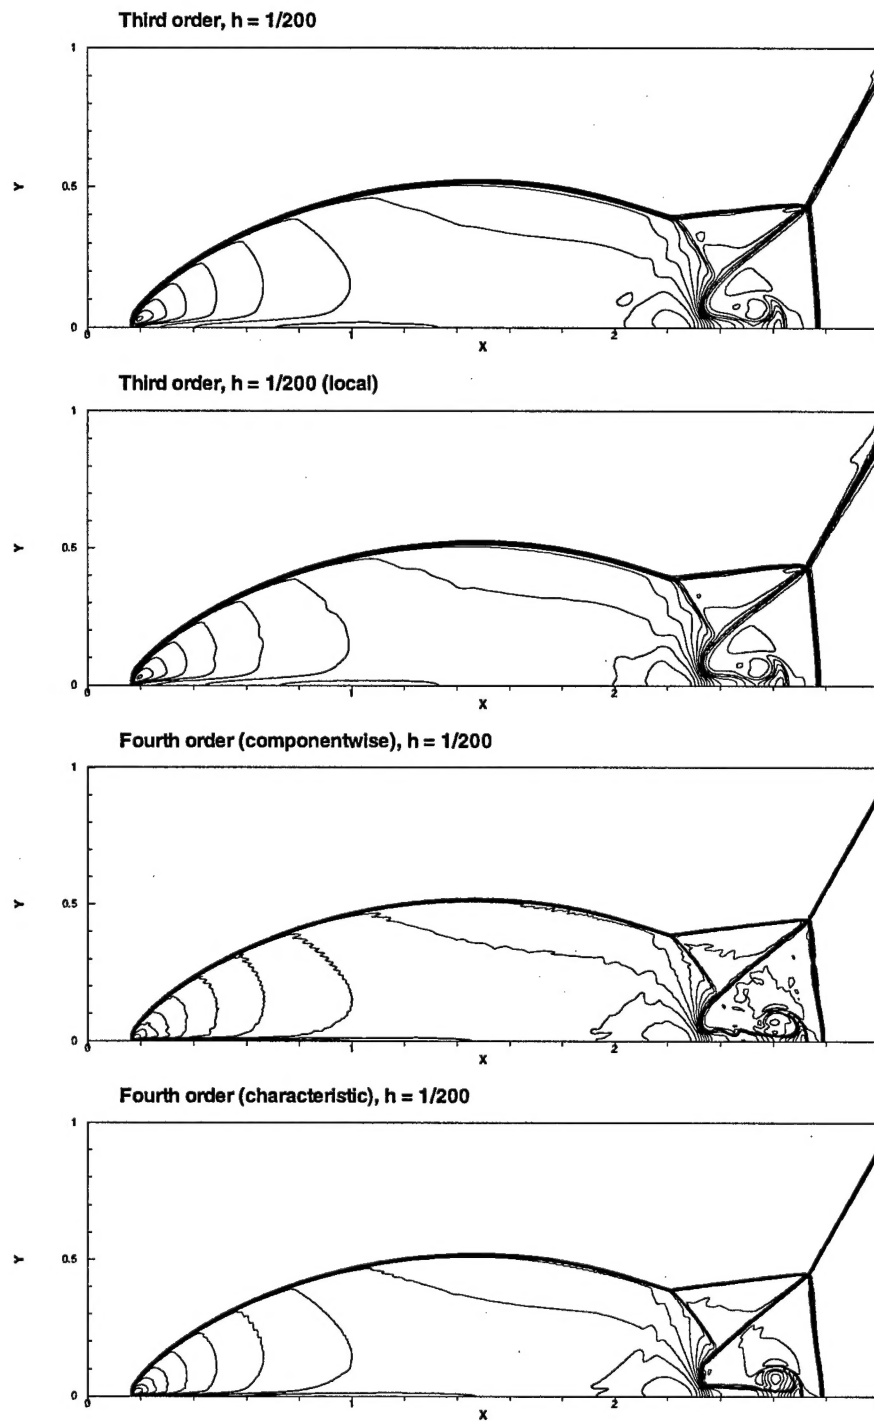 Third order, h = 1/200
1
Y
0.5
0
0
1
2
X
Third order, h = 1/200 (local)
1
Y
0.5
0
0
1
2
X
Fourth order (componentwise), h = 1/200
1
Y
0.5
0
0
1
2
X
Fourth order (characteristic), h = 1/200
1
Y
0.5
0
0
1
2
X